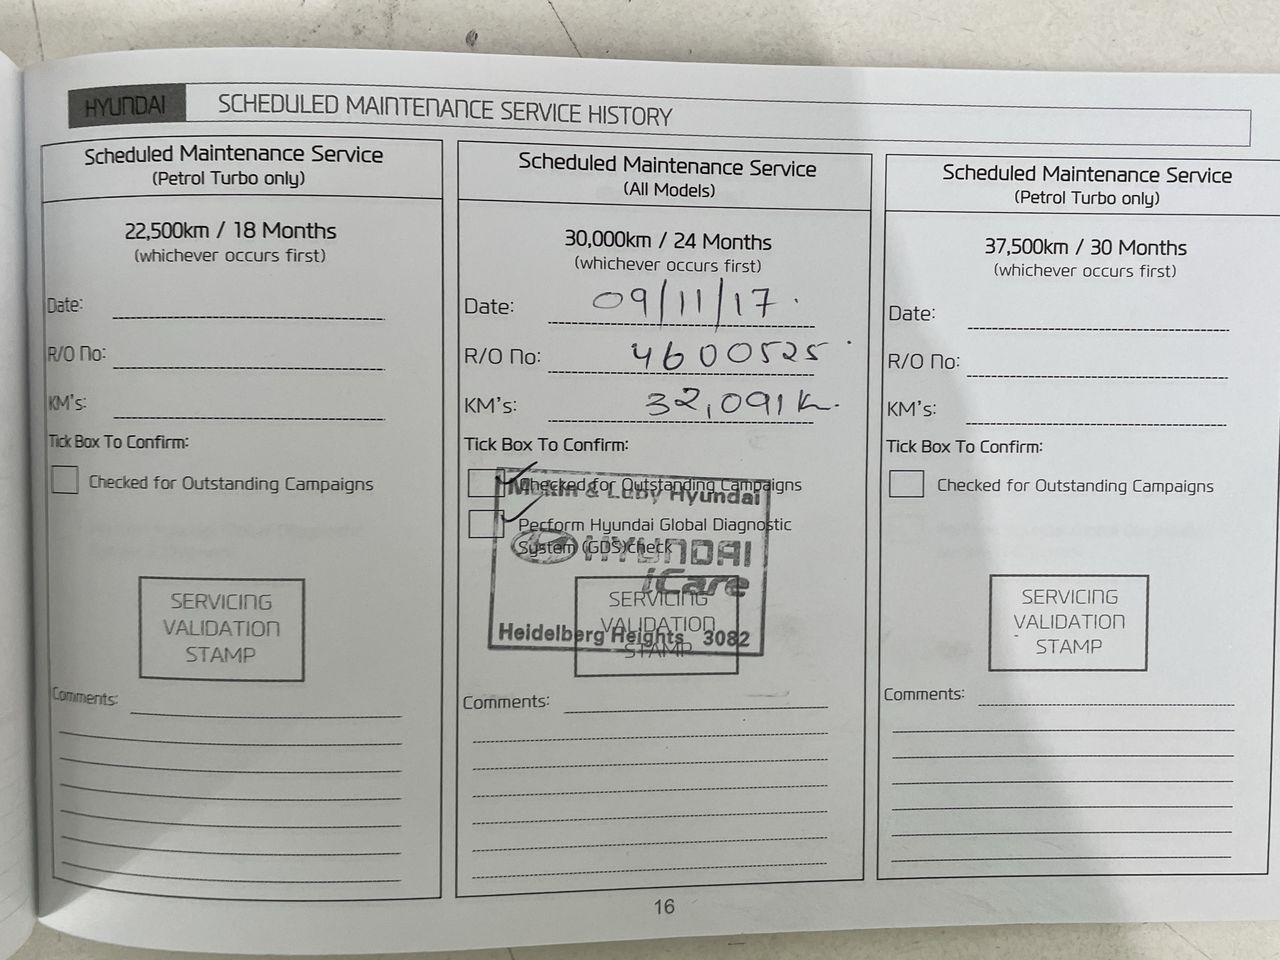 HYUNDAI
SCHEDULED MAINTENANCE SERVICE HISTORY
Scheduled Maintenance Service
(Petrol Turbo only)
22,500km / 18 Months
(whichever occurs first)
Date:
R/O No:
KM's:
Tick Box To Confirm:
Checked for Outstanding Campaigns
SERVICING
VALIDATION
STAMP
Comments:
Scheduled Maintenance Service
(All Models)
30,000km / 24 Months
(whichever occurs first)
Date: 09/11/17
R/O No: 4600525
KM's: 32,091 K
Tick Box To Confirm:
Checked for Outstanding Campaigns
& Hyundai
Perform Hyundai Global Diagnostic
System (GDS)check
HYUNDAI
iCare
SERVICING
VALIDATION
STAMP
Heidelberg Heights 3082
Comments:
Scheduled Maintenance Service
(Petrol Turbo only)
37,500km / 30 Months
(whichever occurs first)
Date:
R/O No:
KM's:
Tick Box To Confirm:
Checked for Outstanding Campaigns
SERVICING
VALIDATION
STAMP
Comments:
16